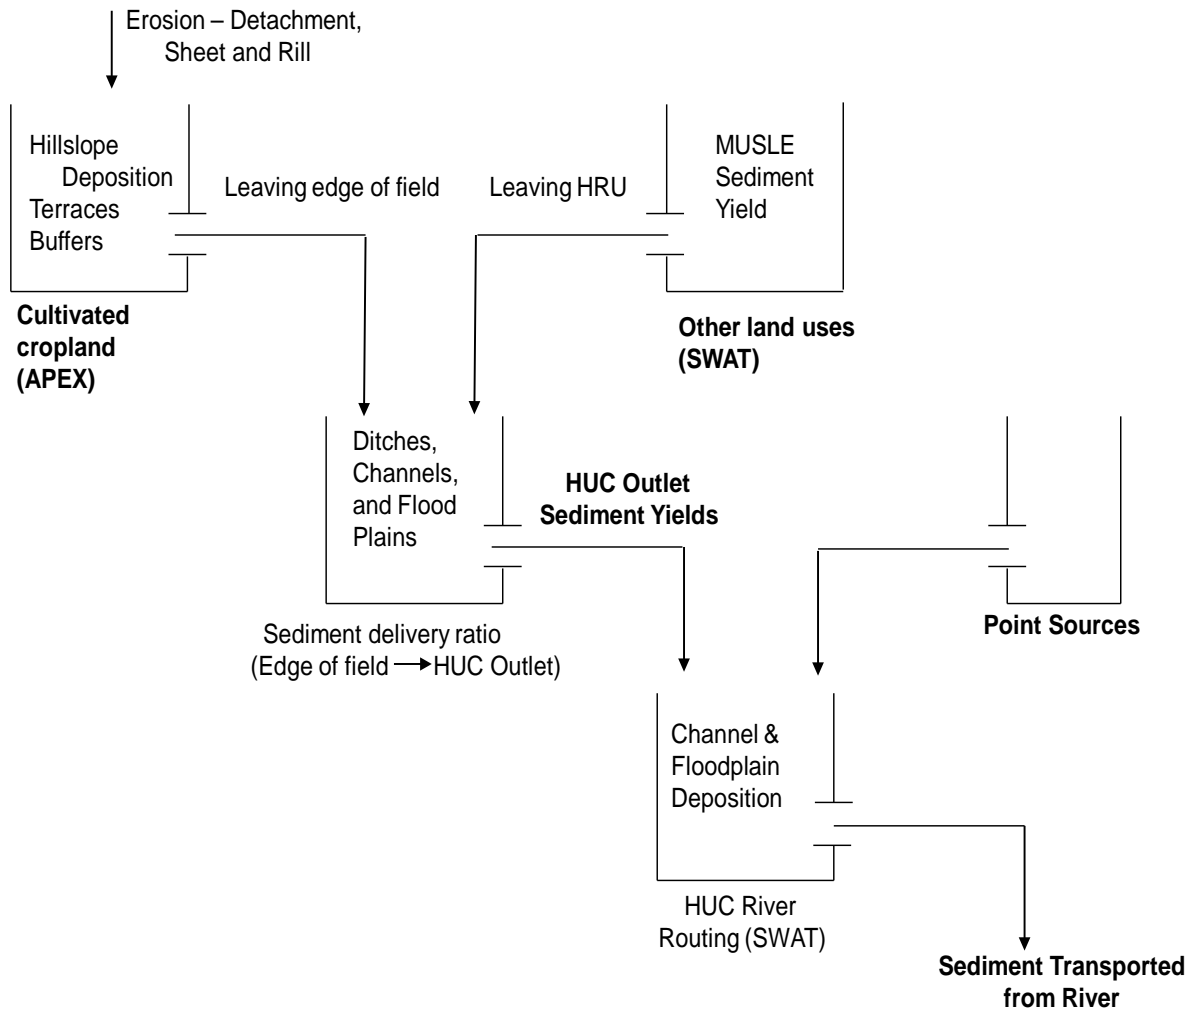 Erosion – Detachment,
Sheet and Rill
Hillslope
Deposition
Terraces
Buffers
Leaving edge of field
Leaving HRU
MUSLE
Sediment
Yield
Cultivated
cropland
(APEX)
Other land uses
(SWAT)
Ditches,
Channels,
and Flood
Plains
HUC Outlet
Sediment Yields
Sediment delivery ratio
(Edge of field → HUC Outlet)
Point Sources
Channel &
Floodplain
Deposition
HUC River
Routing (SWAT)
Sediment Transported
from River